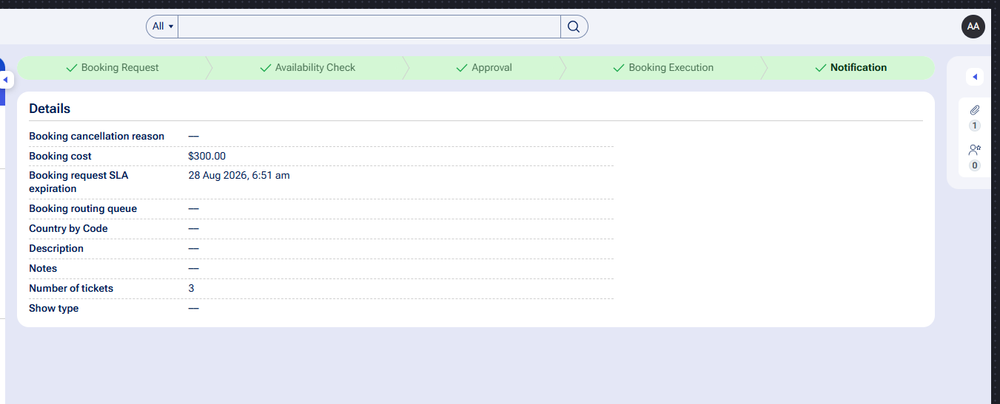 All
AA
Booking Request
Availability Check
Approval
Booking Execution
Notification
Details
Booking cancellation reason —
Booking cost $300.00
Booking request SLA 28 Aug 2026, 6:51 am
expiration
Booking routing queue —
Country by Code —
Description —
Notes —
Number of tickets 3
Show type —
1
0